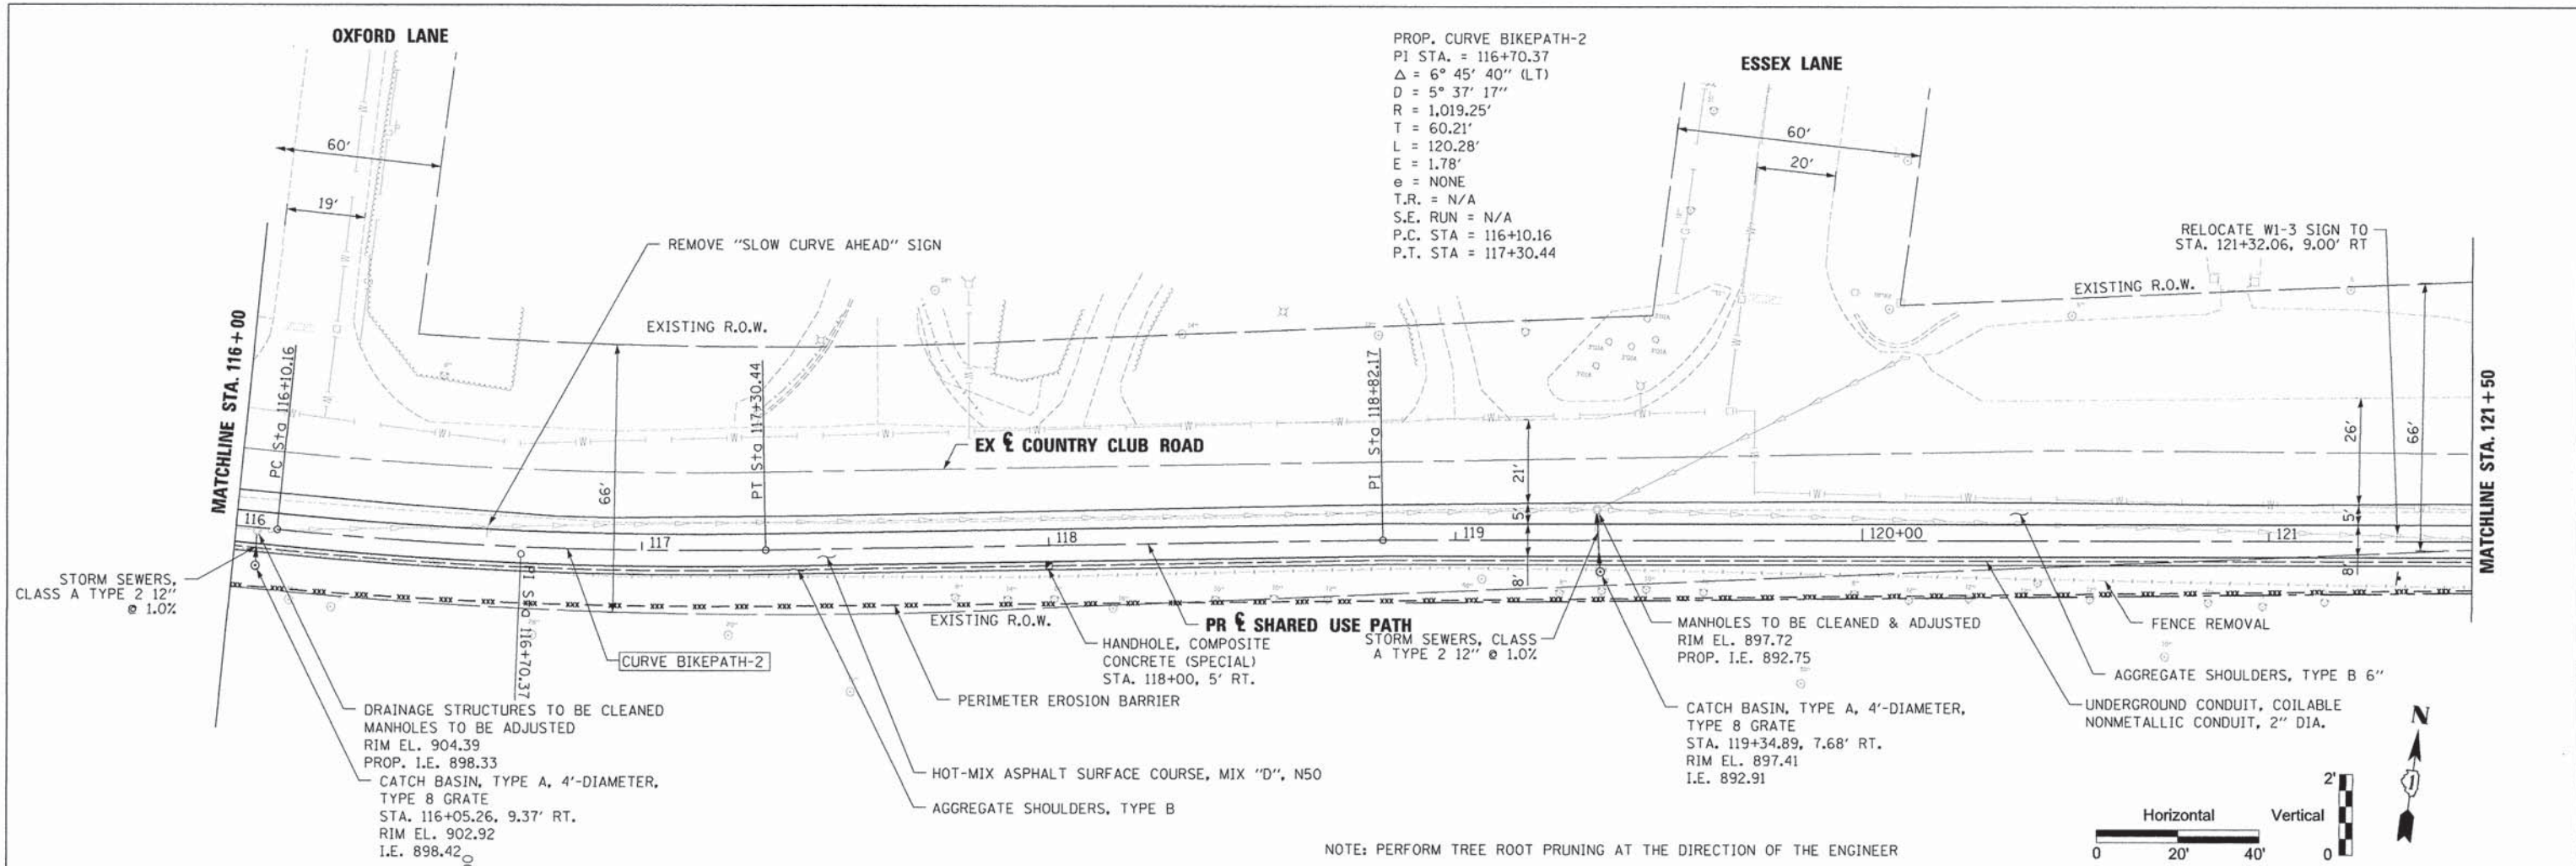 OXFORD LANE
60'
19'
REMOVE "SLOW CURVE AHEAD" SIGN
EXISTING R.O.W.
PROP. CURVE BIKEPATH-2
PI STA. = 116+70.37
Δ = 6° 45' 40" (LT)
D = 5° 37' 17"
R = 1,019.25'
T = 60.21'
L = 120.28'
E = 1.78'
e = NONE
T.R. = N/A
S.E. RUN = N/A
P.C. STA = 116+10.16
P.T. STA = 117+30.44
ESSEX LANE
60'
20'
RELOCATE W1-3 SIGN TO
STA. 121+32.06, 9.00' RT
EXISTING R.O.W.
MATCHLINE STA. 116+00
PC Sta 116+10.16
66'
PT Sta 117+30.44
EX ℄ COUNTRY CLUB ROAD
PI Sta 118+82.17
21'
5'
8'
26'
66'
5'
8'
MATCHLINE STA. 121+50
116
117
118
119
120+00
121
STORM SEWERS,
CLASS A TYPE 2 12"
@ 1.0%
PI Sta 116+70.37
CURVE BIKEPATH-2
EXISTING R.O.W.
PR ℄ SHARED USE PATH
HANDHOLE, COMPOSITE
CONCRETE (SPECIAL)
STA. 118+00, 5' RT.
STORM SEWERS, CLASS
A TYPE 2 12" @ 1.0%
MANHOLES TO BE CLEANED & ADJUSTED
RIM EL. 897.72
PROP. I.E. 892.75
FENCE REMOVAL
AGGREGATE SHOULDERS, TYPE B 6"
UNDERGROUND CONDUIT, COILABLE
NONMETALLIC CONDUIT, 2" DIA.
PERIMETER EROSION BARRIER
DRAINAGE STRUCTURES TO BE CLEANED
MANHOLES TO BE ADJUSTED
RIM EL. 904.39
PROP. I.E. 898.33
CATCH BASIN, TYPE A, 4'-DIAMETER,
TYPE 8 GRATE
STA. 116+05.26, 9.37' RT.
RIM EL. 902.92
I.E. 898.42
HOT-MIX ASPHALT SURFACE COURSE, MIX "D", N50
AGGREGATE SHOULDERS, TYPE B
CATCH BASIN, TYPE A, 4'-DIAMETER,
TYPE 8 GRATE
STA. 119+34.89, 7.68' RT.
RIM EL. 897.41
I.E. 892.91
NOTE: PERFORM TREE ROOT PRUNING AT THE DIRECTION OF THE ENGINEER
N
Horizontal
Vertical
2'
0
0 20' 40'